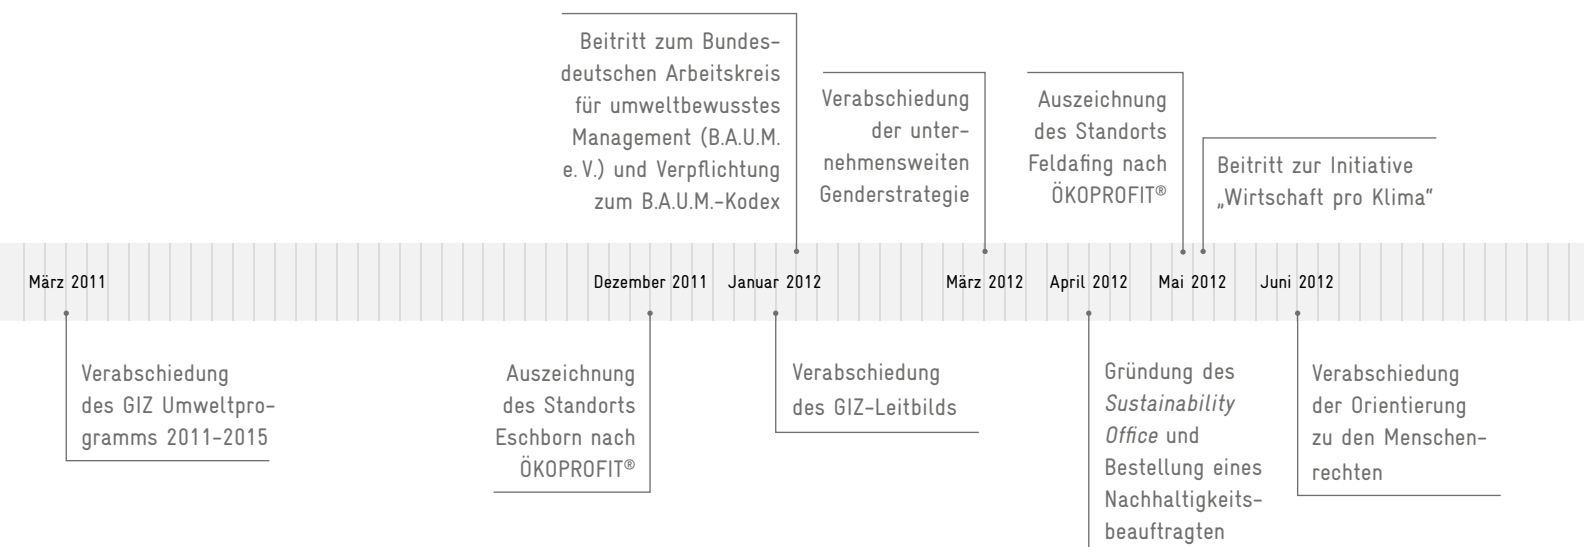 Beitritt zum Bundes-
deutschen Arbeitskreis
für umweltbewusstes
Management (B.A.U.M.
e. V.) und Verpflichtung
zum B.A.U.M.-Kodex
Verabschiedung
der unter-
nehmensweiten
Genderstrategie
Auszeichnung
des Standorts
Feldafing nach
ÖKOPROFIT®
Beitritt zur Initiative
„Wirtschaft pro Klima“
März 2011
Dezember 2011
Januar 2012
März 2012
April 2012
Mai 2012
Juni 2012
Verabschiedung
des GIZ Umweltpro-
gramms 2011-2015
Auszeichnung
des Standorts
Eschborn nach
ÖKOPROFIT®
Verabschiedung
des GIZ-Leitbilds
Gründung des
Sustainability
Office und
Bestellung eines
Nachhaltigkeits-
beauftragten
Verabschiedung
der Orientierung
zu den Menschen-
rechten